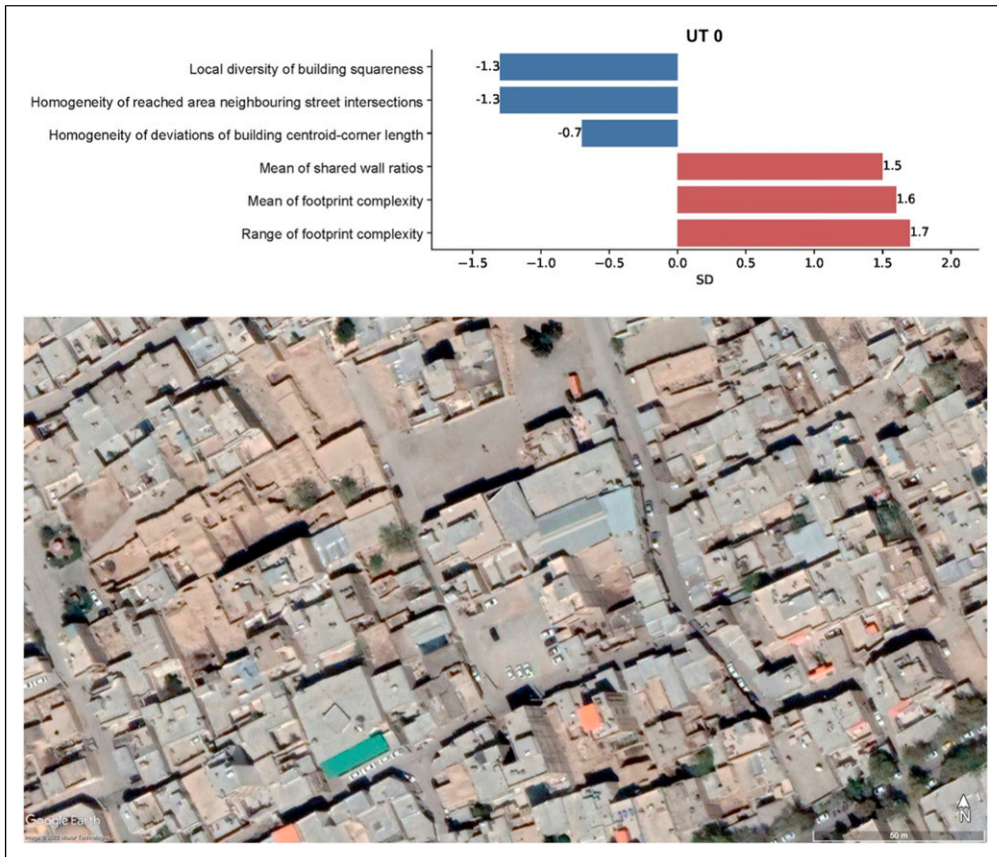 UT 0
Local diversity of building squareness
-1.3
Homogeneity of reached area neighbouring street intersections
-1.3
Homogeneity of deviations of building centroid-corner length
-0.7
Mean of shared wall ratios
1.5
Mean of footprint complexity
1.6
Range of footprint complexity
1.7
−1.5 −1.0 −0.5 0.0 0.5 1.0 1.5 2.0
SD
Google Earth
N
50 m